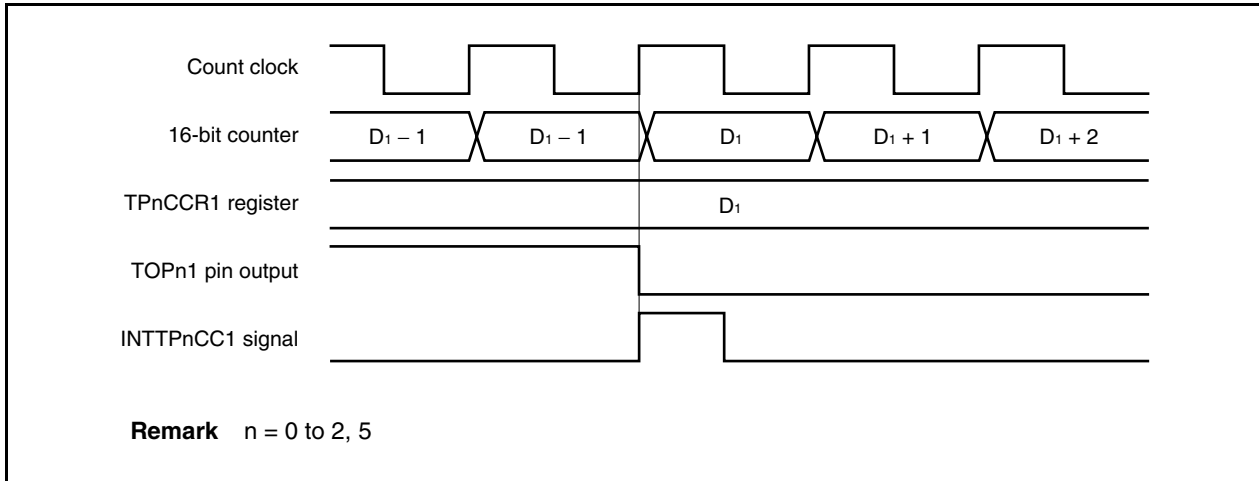 Count clock
16-bit counter D1 − 1 D1 − 1 D1 D1 + 1 D1 + 2
TPnCCR1 register D1
TOPn1 pin output
INTTPnCC1 signal
Remark n = 0 to 2, 5